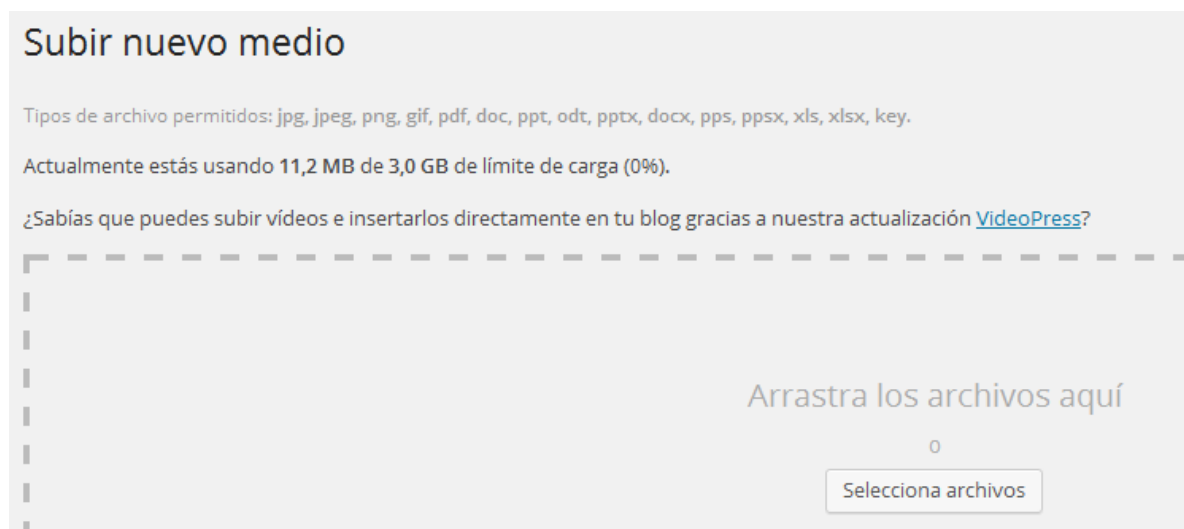 Subir nuevo medio
Tipos de archivo permitidos: jpg, jpeg, png, gif, pdf, doc, ppt, odt, pptx, docx, pps, ppsx, xls, xlsx, key.
Actualmente estás usando 11,2 MB de 3,0 GB de límite de carga (0%).
¿Sabías que puedes subir vídeos e insertarlos directamente en tu blog gracias a nuestra actualización VideoPress?
Arrastra los archivos aquí
o
Selecciona archivos